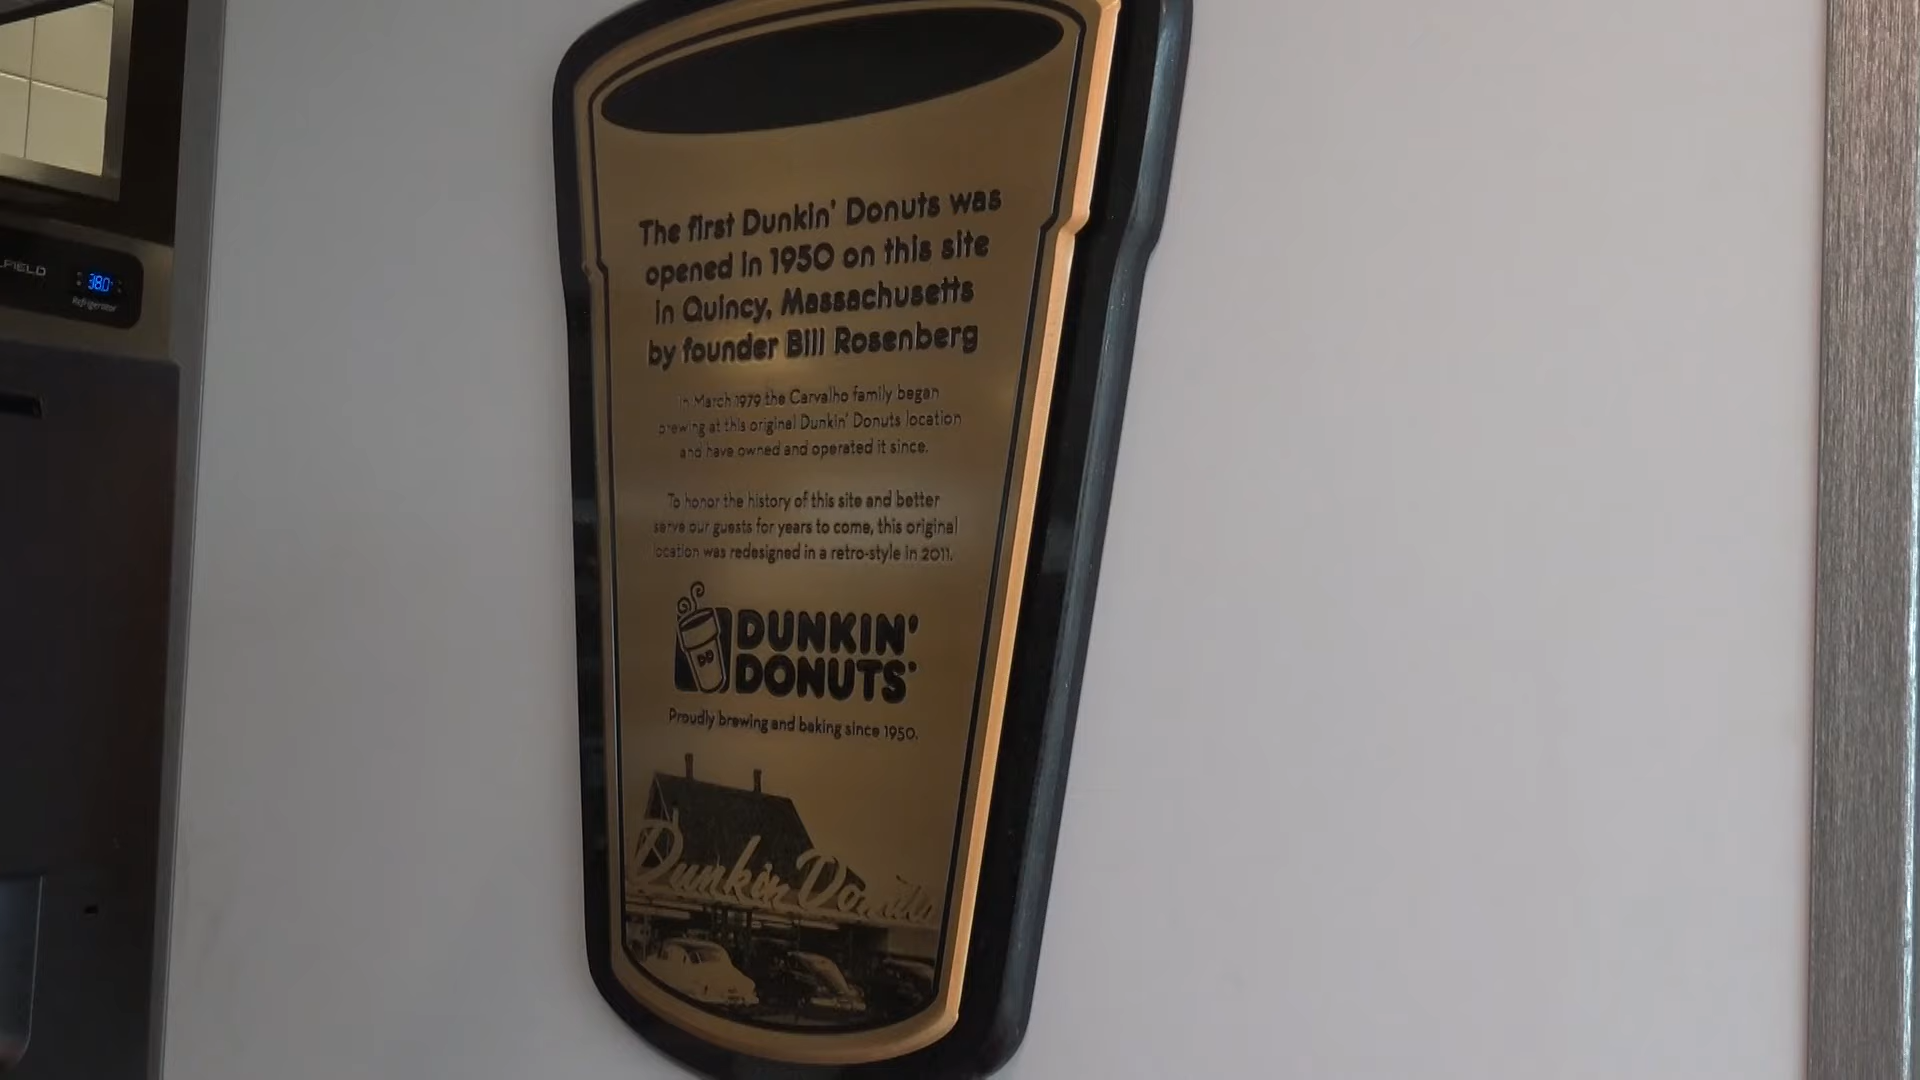 FIELD
38.0
Refrigerator
The first Dunkin' Donuts was
opened in 1950 on this site
in Quincy, Massachusetts
by founder Bill Rosenberg
In March 1979 the Carvalho family began
brewing at this original Dunkin' Donuts location
and have owned and operated it since.
To honor the history of this site and better
serve our guests for years to come, this original
location was redesigned in a retro-style in 2011.
DD
DUNKIN'
DONUTS
Proudly brewing and baking since 1950.
Dunkin Donuts